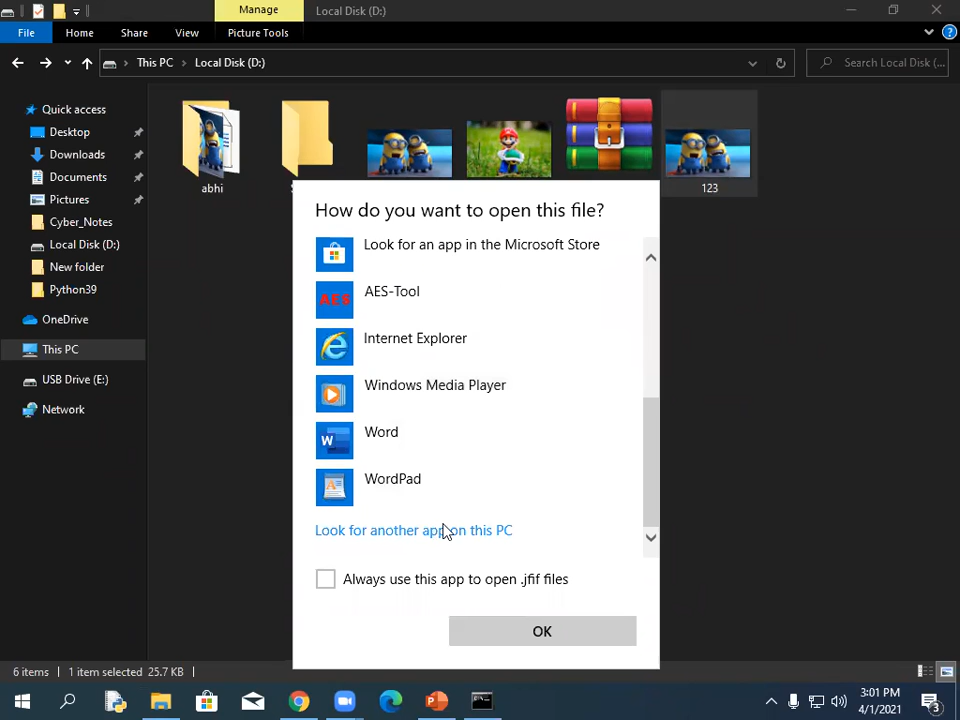 Manage
Local Disk (D:)
File
Home
Share
View
Picture Tools
This PC
Local Disk (D:)
Search Local Disk (...
Quick access
Desktop
Downloads
Documents
Pictures
Cyber_Notes
Local Disk (D:)
New folder
Python39
OneDrive
This PC
USB Drive (E:)
Network
abhi
123
How do you want to open this file?
Look for an app in the Microsoft Store
AES
AES-Tool
Internet Explorer
Windows Media Player
W
Word
WordPad
Look for another app on this PC
Always use this app to open .jfif files
OK
6 items
1 item selected 25.7 KB
3:01 PM
4/1/2021
3